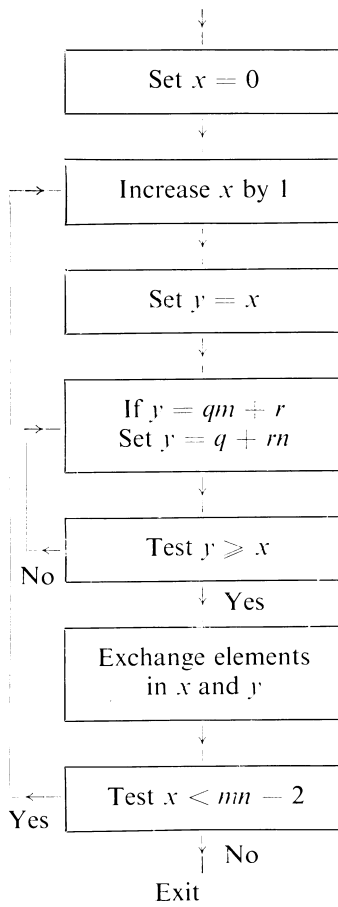 Set x = 0
Increase x by 1
Set y = x
If y = qm + r
Set y = q + rn
Test y ⩾ x
No
Yes
Exchange elements
in x and y
Test x < mn − 2
Yes
No
Exit